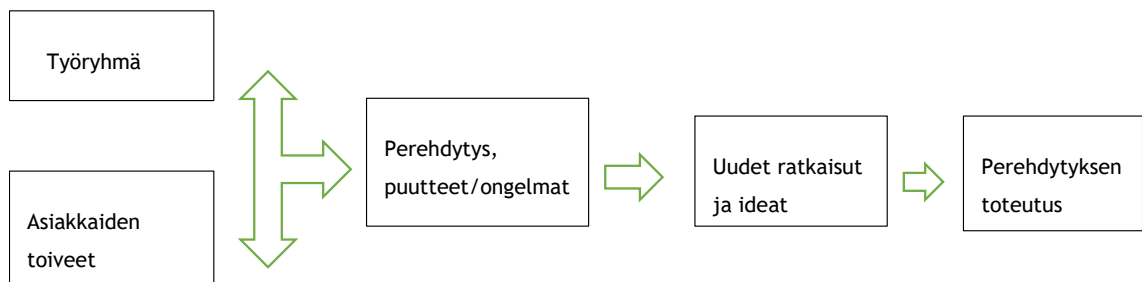 Työryhmä
Asiakkaiden
toiveet
Perehdytys,
puutteet/ongelmat
Uudet ratkaisut
ja ideat
Perehdytyksen
toteutus